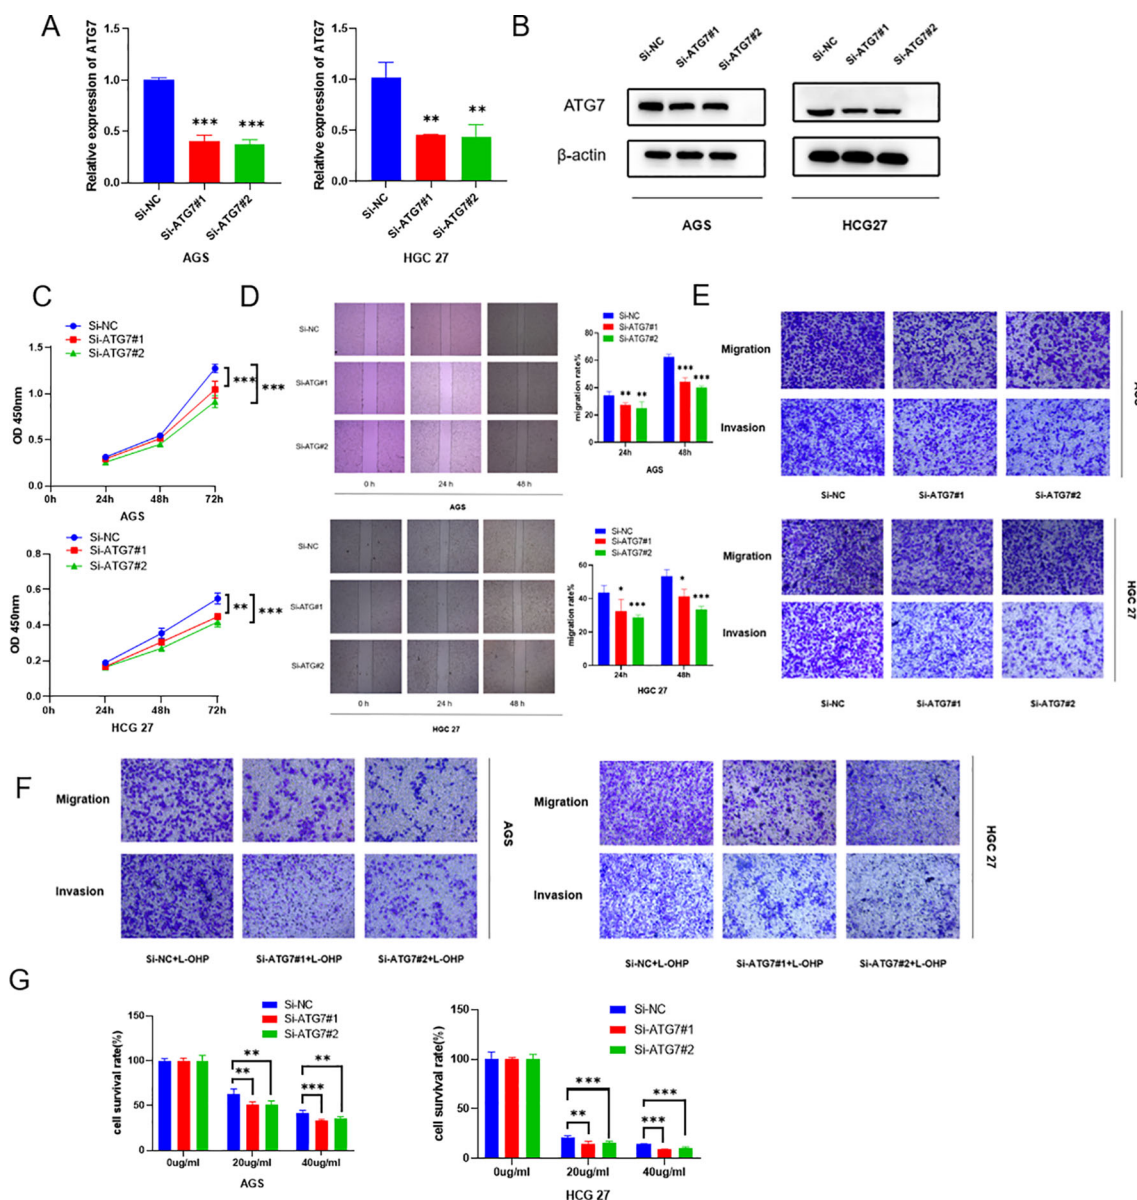 A
Relative expression of ATG7
1.5
1.0
0.5
0.0
***
***
Si-NC
Si-ATG7#1
Si-ATG7#2
AGS
Relative expression of ATG7
1.5
1.0
0.5
0.0
**
**
Si-NC
Si-ATG7#1
Si-ATG7#2
HGC 27
B
Si-NC
Si-ATG7#1
Si-ATG7#2
Si-NC
Si-ATG7#1
Si-ATG7#2
ATG7
β-actin
AGS
HCG27
C
Si-NC
Si-ATG7#1
Si-ATG7#2
OD 450nm
1.5
1.0
0.5
0.0
***
***
0h
24h
48h
72h
AGS
Si-NC
Si-ATG7#1
Si-ATG7#2
OD 450nm
0.8
0.6
0.4
0.2
0.0
**
***
0h
24h
48h
72h
HCG 27
D
Si-NC
Si-ATG#1
Si-ATG#2
0 h
24 h
48 h
AGS
Si-NC
Si-ATG7#1
Si-ATG7#2
migration rate%
80
60
40
20
0
**
**
***
***
24h
48h
AGS
Si-NC
Si-ATG#1
Si-ATG#2
0 h
24 h
48 h
HGC 27
Si-NC
Si-ATG7#1
Si-ATG7#2
migration rate%
60
40
20
0
*
***
*
***
24h
48h
HGC 27
E
Migration
Invasion
Si-NC
Si-ATG7#1
Si-ATG7#2
Migration
Invasion
Si-NC
Si-ATG7#1
Si-ATG7#2
HGC 27
F
Migration
Invasion
Si-NC+L-OHP
Si-ATG7#1+L-OHP
Si-ATG7#2+L-OHP
AGS
Migration
Invasion
Si-NC+L-OHP
Si-ATG7#1+L-OHP
Si-ATG7#2+L-OHP
HGC 27
G
Si-NC
Si-ATG7#1
Si-ATG7#2
cell survival rate(%)
150
100
50
0
**
**
**
***
0ug/ml
20ug/ml
40ug/ml
AGS
Si-NC
Si-ATG7#1
Si-ATG7#2
cell survival rate(%)
150
100
50
0
***
**
***
***
0ug/ml
20ug/ml
40ug/ml
HCG 27